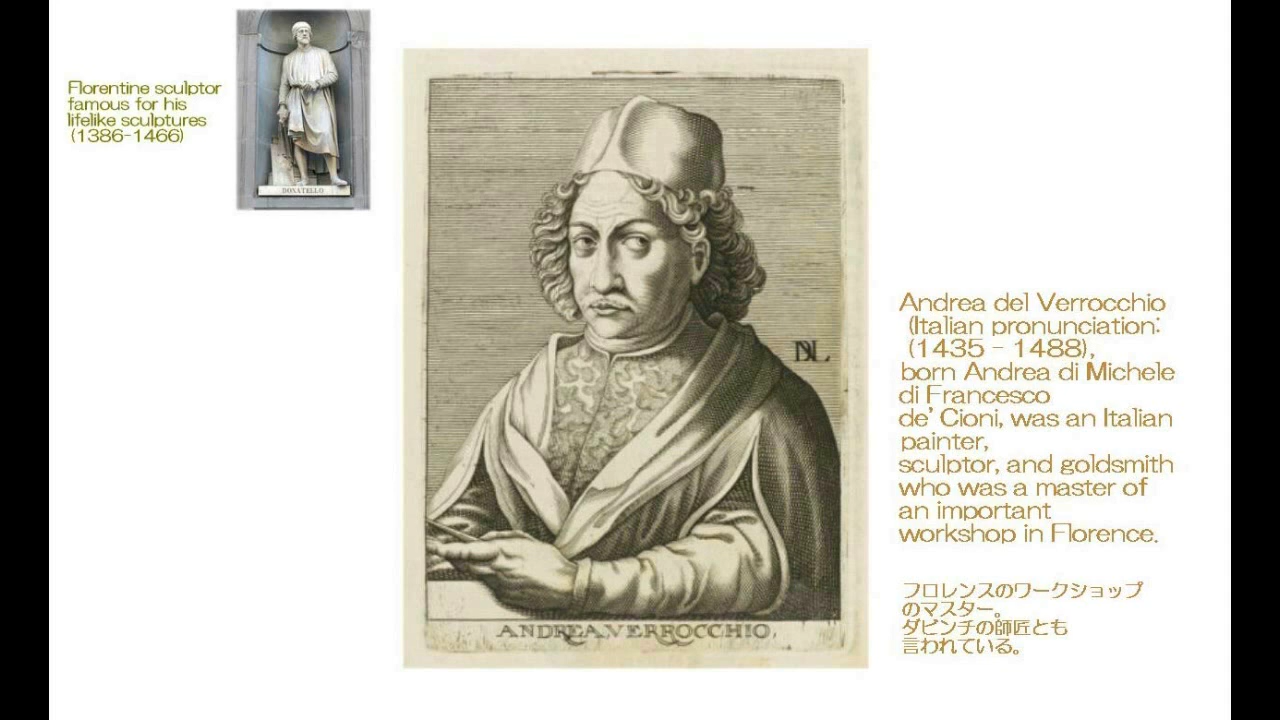 Florentine sculptor
famous for his
lifelike sculptures
(1386-1466)
DONATELLO
DNL
ANDREA VERROCCHIO,
Andrea del Verrocchio
(Italian pronunciation:
(1435 - 1488),
born Andrea di Michele
di Francesco
de' Cioni, was an Italian
painter,
sculptor, and goldsmith
who was a master of
an important
workshop in Florence.
フロレンスのワークショップ
のマスター。
ダビンチの師匠とも
言われている。